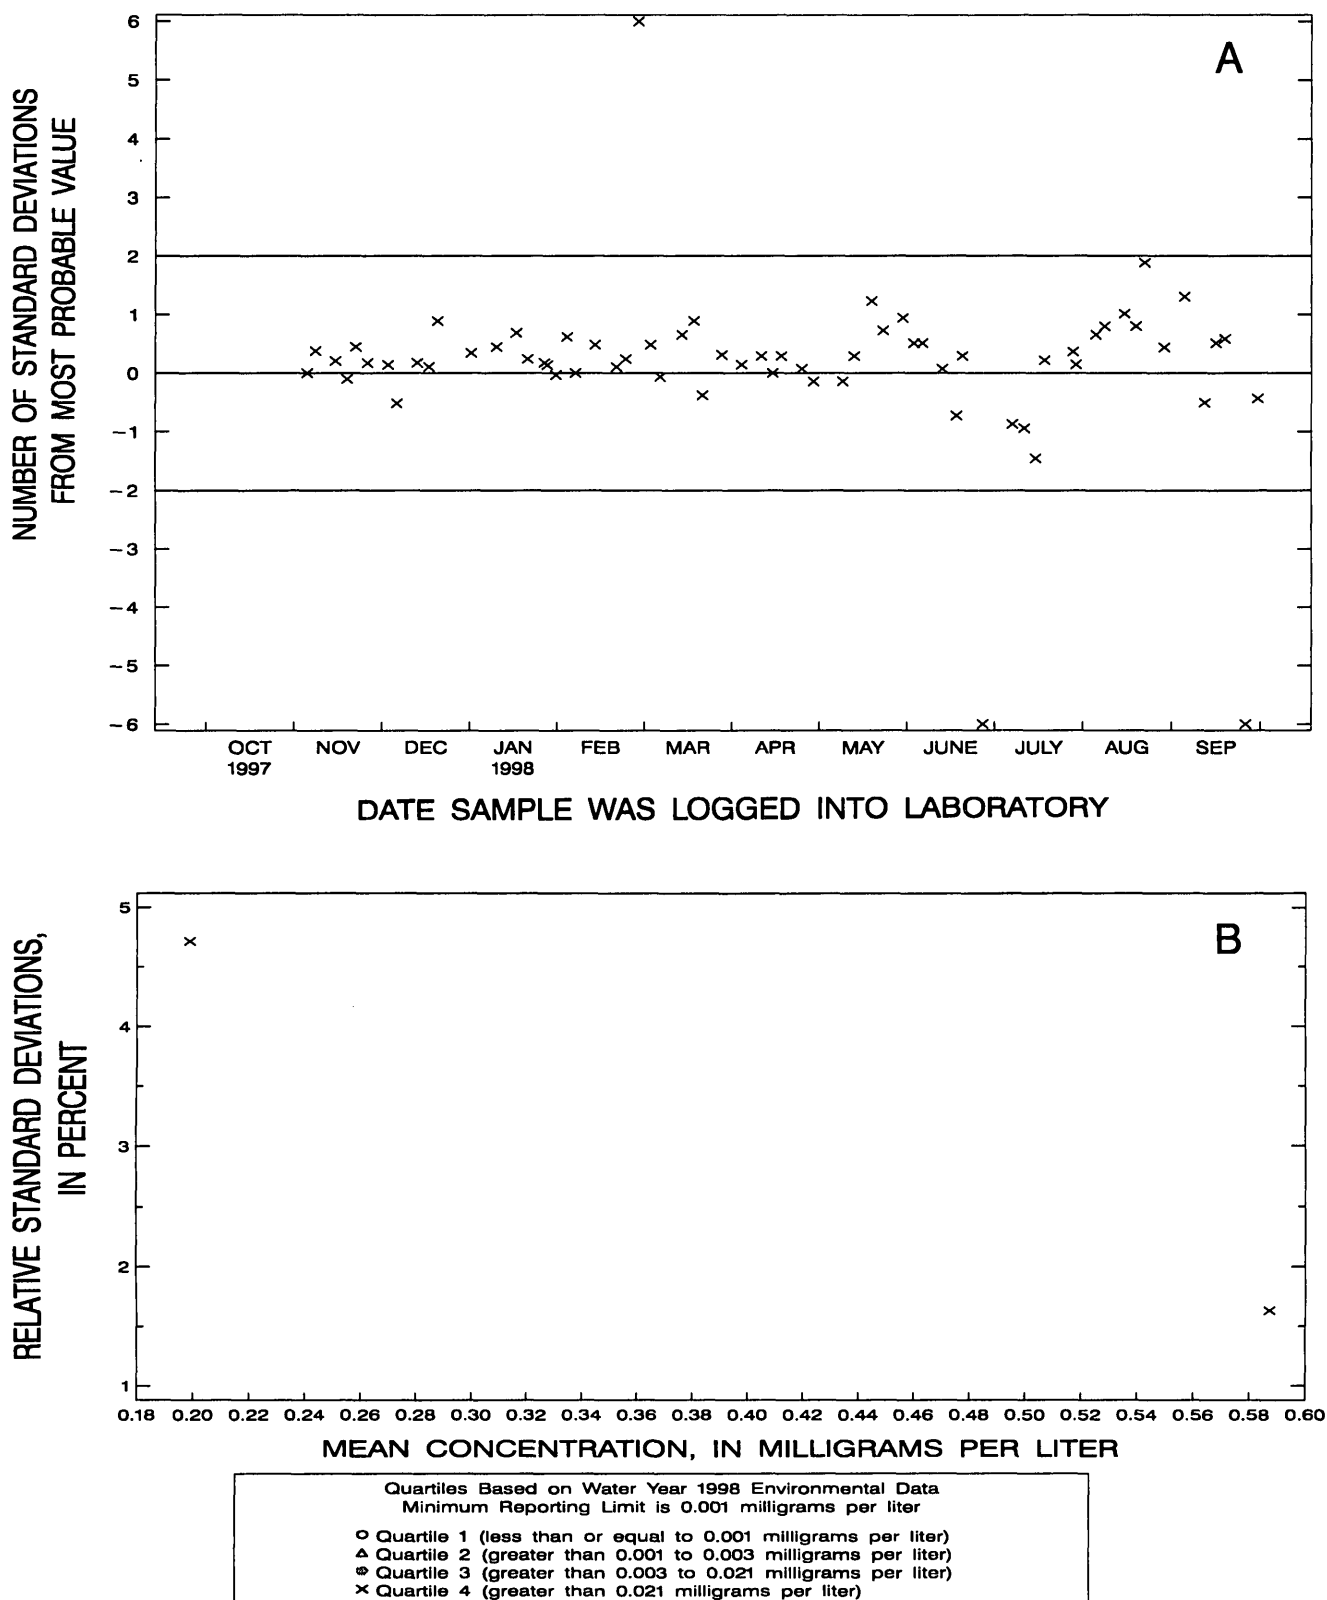 NUMBER OF STANDARD DEVIATIONS
FROM MOST PROBABLE VALUE
A
6
5
4
3
2
1
0
−1
−2
−3
−4
−5
−6
OCT NOV DEC JAN FEB MAR APR MAY JUNE JULY AUG SEP
1997 1998
DATE SAMPLE WAS LOGGED INTO LABORATORY
RELATIVE STANDARD DEVIATIONS,
IN PERCENT
B
5
4
3
2
1
0.18 0.20 0.22 0.24 0.26 0.28 0.30 0.32 0.34 0.36 0.38 0.40 0.42 0.44 0.46 0.48 0.50 0.52 0.54 0.56 0.58 0.60
MEAN CONCENTRATION, IN MILLIGRAMS PER LITER
Quartiles Based on Water Year 1998 Environmental Data
Minimum Reporting Limit is 0.001 milligrams per liter
Quartile 1 (less than or equal to 0.001 milligrams per liter)
Quartile 2 (greater than 0.001 to 0.003 milligrams per liter)
Quartile 3 (greater than 0.003 to 0.021 milligrams per liter)
Quartile 4 (greater than 0.021 milligrams per liter)